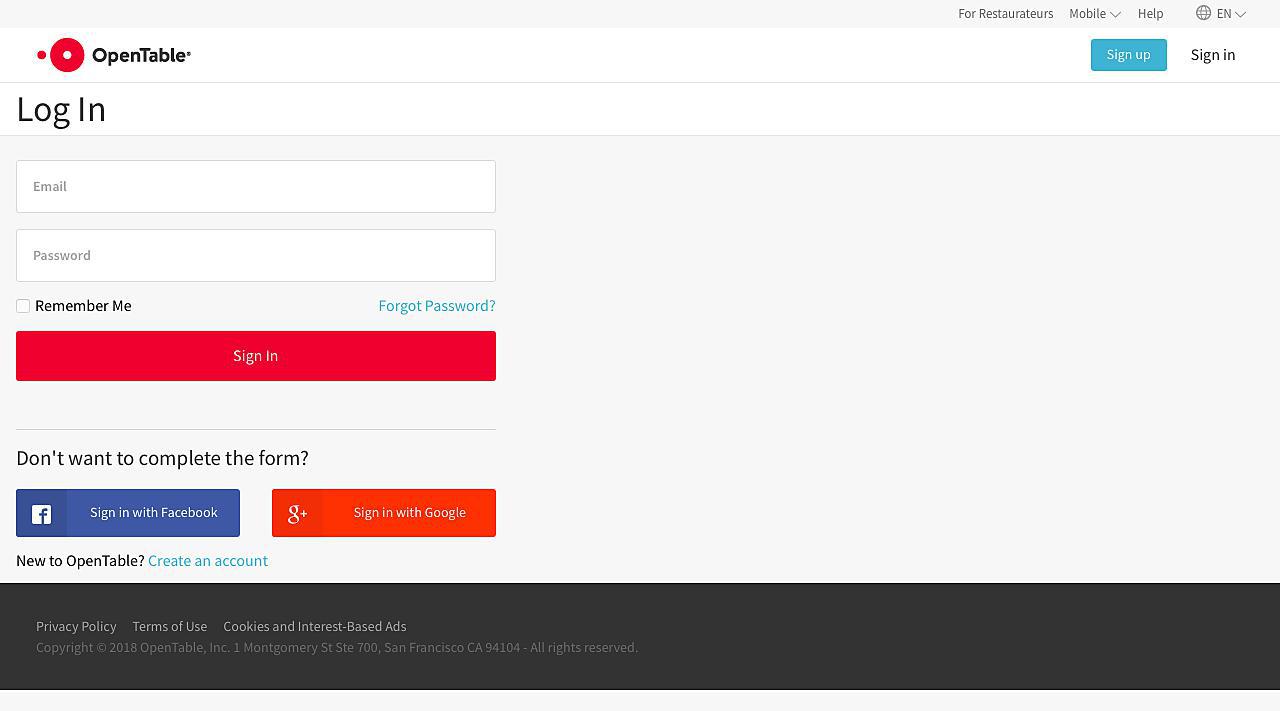 For Restaurateurs Mobile Help EN
OpenTable® Sign up Sign in
Log In
Email
Password
Remember Me Forgot Password?
Sign In
Don't want to complete the form?
Sign in with Facebook g+ Sign in with Google
New to OpenTable? Create an account
Privacy Policy Terms of Use Cookies and Interest-Based Ads
Copyright © 2018 OpenTable, Inc. 1 Montgomery St Ste 700, San Francisco CA 94104 - All rights reserved.